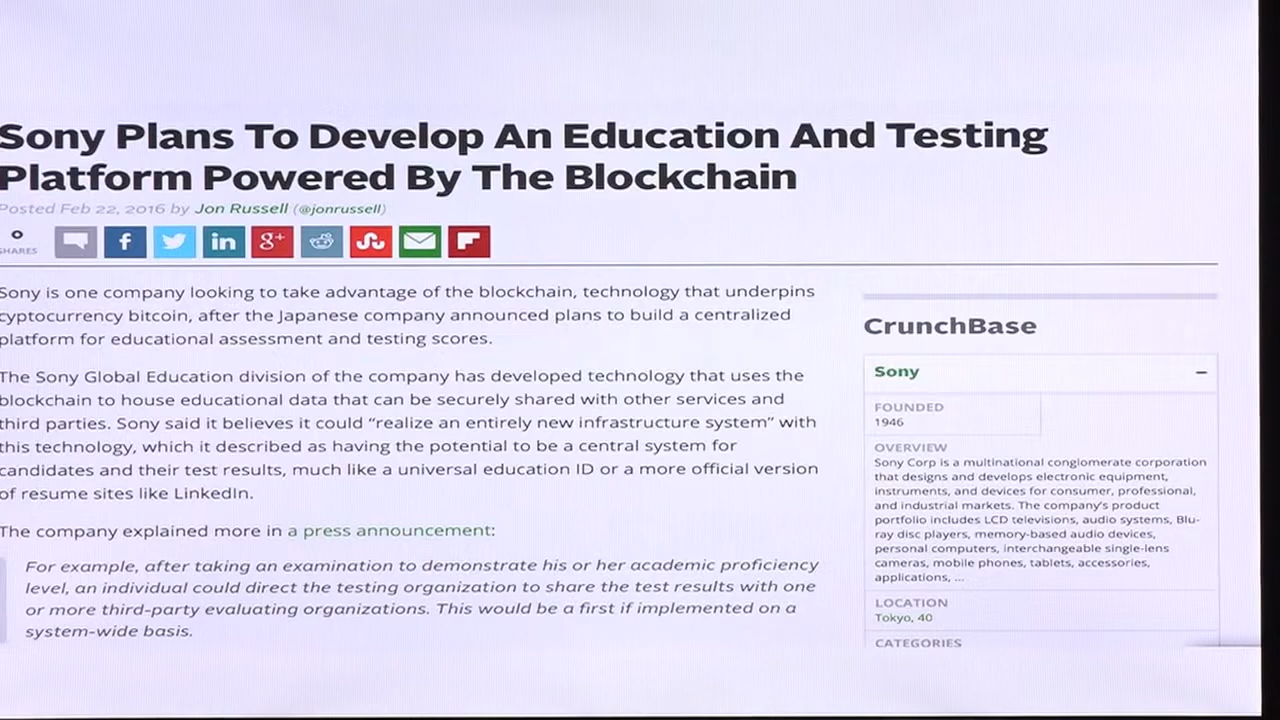 Sony Plans To Develop An Education And Testing
Platform Powered By The Blockchain
Posted Feb 22, 2016 by Jon Russell (@jonrussell)
0
SHARES
f
in
g+
Sony is one company looking to take advantage of the blockchain, technology that underpins
cyptocurrency bitcoin, after the Japanese company announced plans to build a centralized
platform for educational assessment and testing scores.
The Sony Global Education division of the company has developed technology that uses the
blockchain to house educational data that can be securely shared with other services and
third parties. Sony said it believes it could “realize an entirely new infrastructure system” with
this technology, which it described as having the potential to be a central system for
candidates and their test results, much like a universal education ID or a more official version
of resume sites like LinkedIn.
The company explained more in a press announcement:
For example, after taking an examination to demonstrate his or her academic proficiency
level, an individual could direct the testing organization to share the test results with one
or more third-party evaluating organizations. This would be a first if implemented on a
system-wide basis.
CrunchBase
Sony –
FOUNDED
1946
OVERVIEW
Sony Corp is a multinational conglomerate corporation
that designs and develops electronic equipment,
instruments, and devices for consumer, professional,
and industrial markets. The company's product
portfolio includes LCD televisions, audio systems, Blu-
ray disc players, memory-based audio devices,
personal computers, interchangeable single-lens
cameras, mobile phones, tablets, accessories,
applications, ...
LOCATION
Tokyo, 40
CATEGORIES